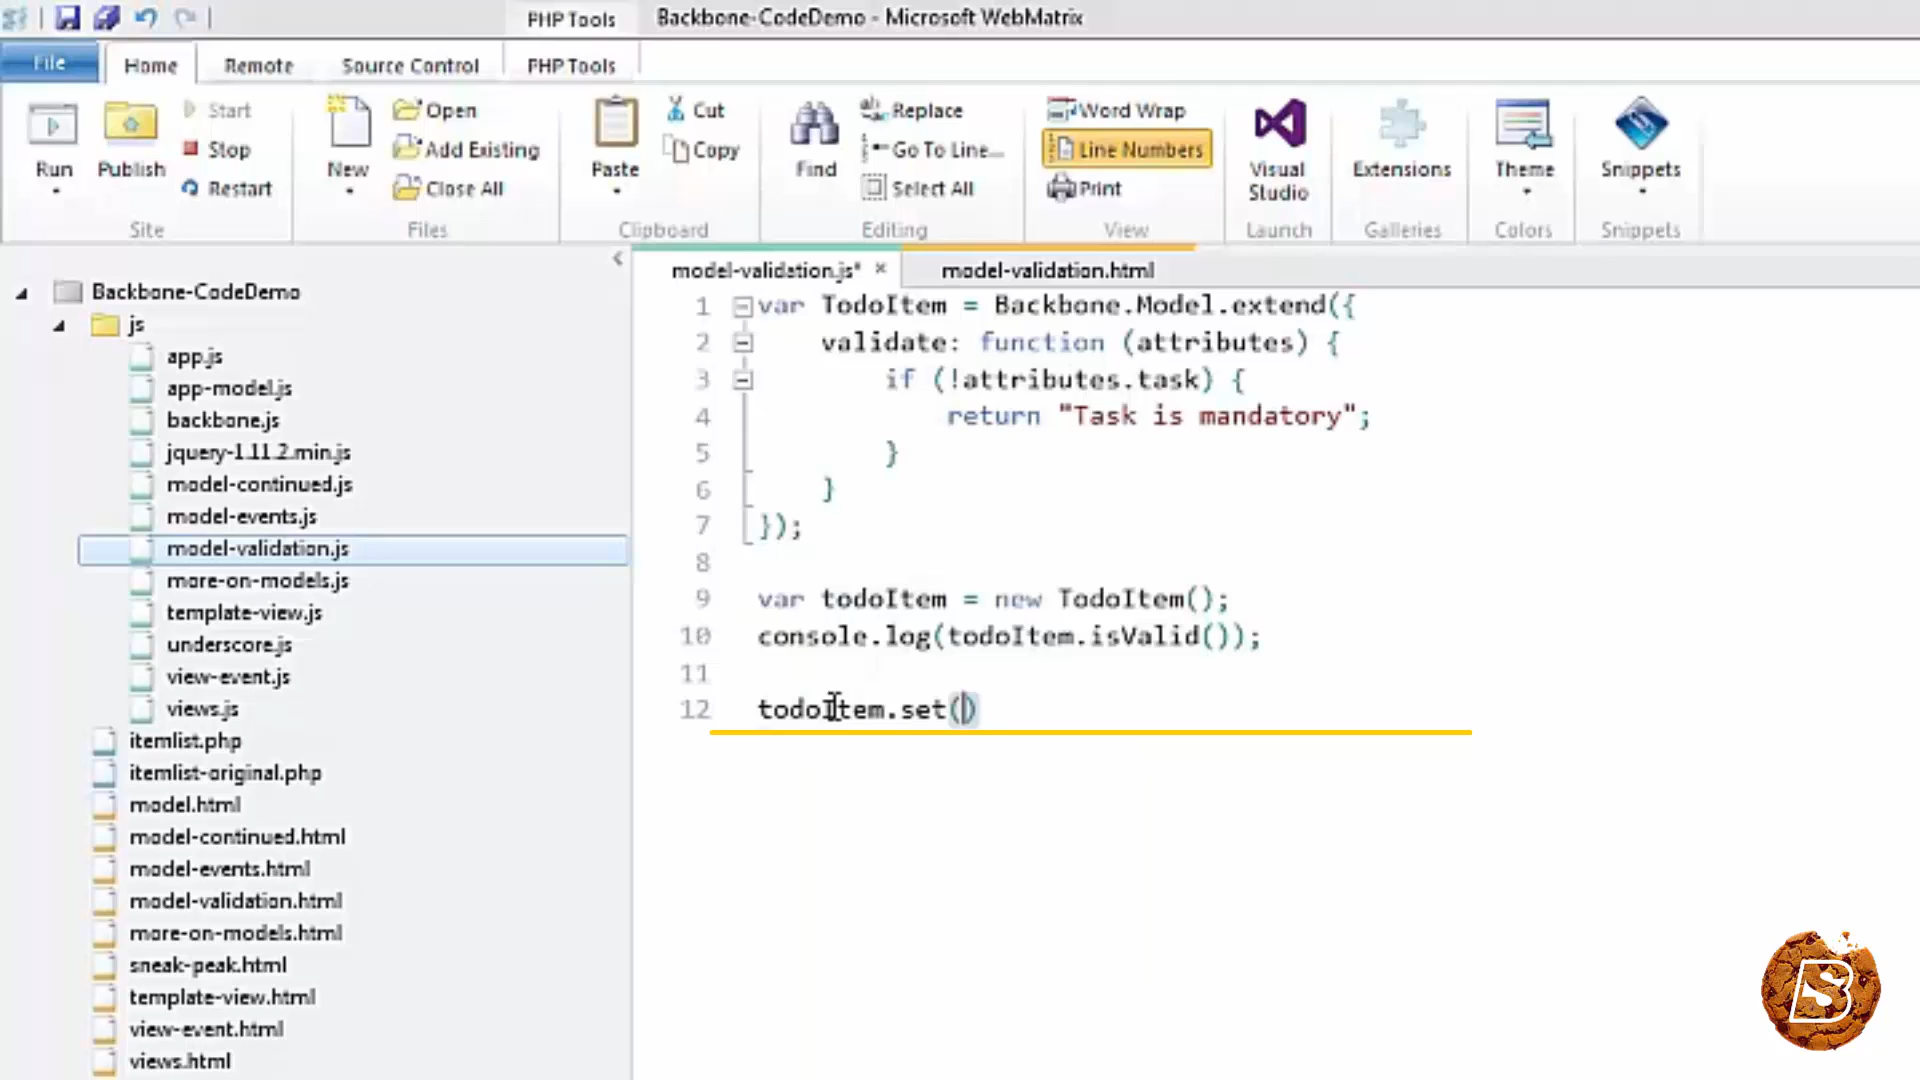 PHP Tools
Backbone-CodeDemo - Microsoft WebMatrix
File
Home
Remote
Source Control
PHP Tools
Run
Publish
Start
Stop
Restart
Site
New
Open
Add Existing
Close All
Files
Paste
Cut
Copy
Clipboard
Find
Replace
Go To Line...
Select All
Editing
Word Wrap
Line Numbers
Print
View
Visual
Studio
Launch
Extensions
Galleries
Theme
Colors
Snippets
Snippets
Backbone-CodeDemo
js
app.js
app-model.js
backbone.js
jquery-1.11.2.min.js
model-continued.js
model-events.js
model-validation.js
more-on-models.js
template-view.js
underscore.js
view-event.js
views.js
itemlist.php
itemlist-original.php
model.html
model-continued.html
model-events.html
model-validation.html
more-on-models.html
sneak-peak.html
template-view.html
view-event.html
views.html
model-validation.js* ×
model-validation.html
1 var TodoItem = Backbone.Model.extend({
2 validate: function (attributes) {
3 if (!attributes.task) {
4 return "Task is mandatory";
5 }
6 }
7 });
8
9 var todoItem = new TodoItem();
10 console.log(todoItem.isValid());
11
12 todoItem.set()
BS